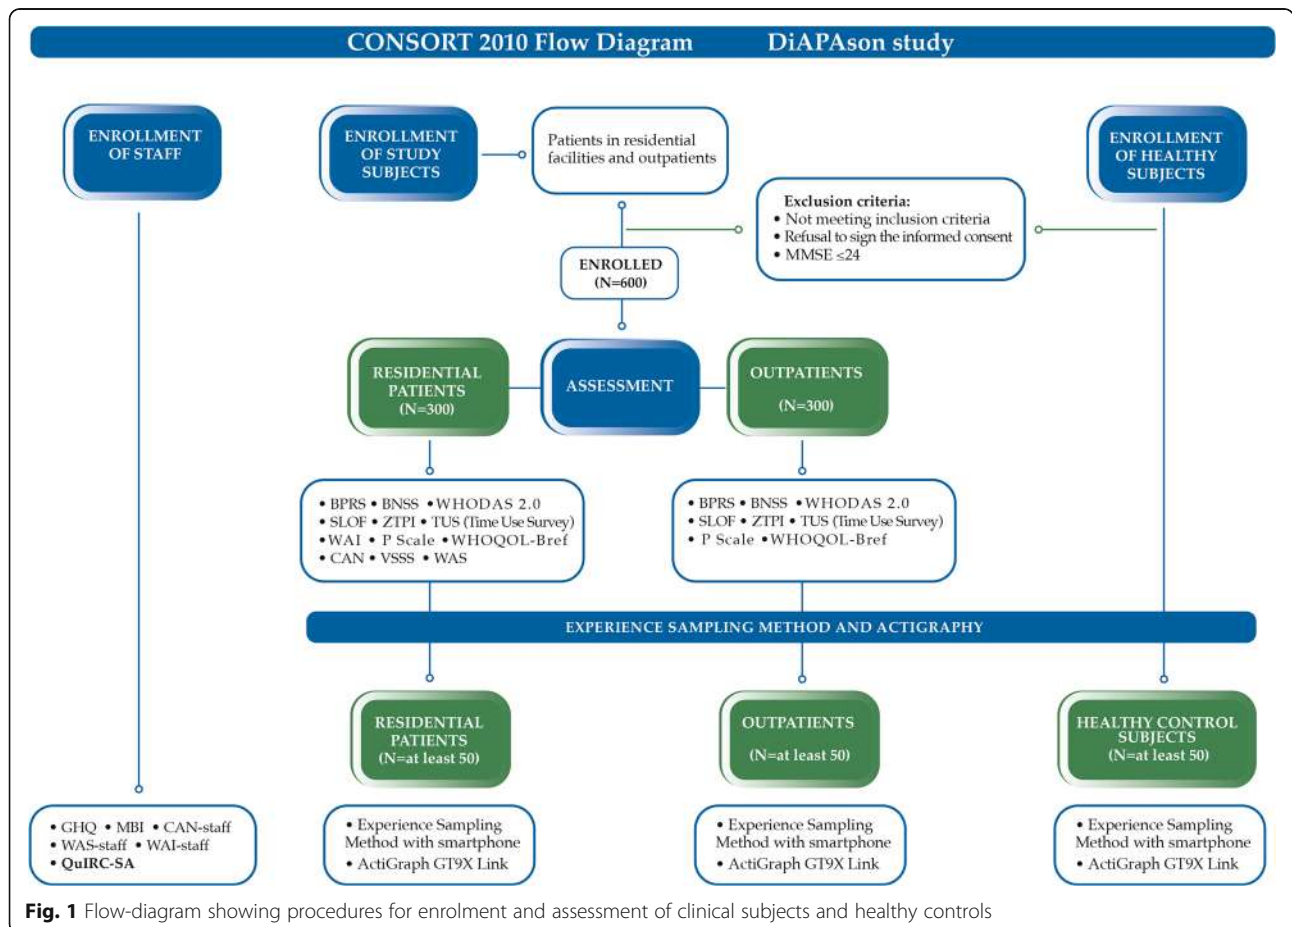 CONSORT 2010 Flow Diagram DiAPAson study
ENROLLMENT
OF STAFF
ENROLLMENT
OF STUDY
SUBJECTS
Patients in residential
facilities and outpatients
ENROLLMENT
OF HEALTHY
SUBJECTS
Exclusion criteria:
• Not meeting inclusion criteria
• Refusal to sign the informed consent
• MMSE ≤24
ENROLLED
(N=600)
RESIDENTIAL
PATIENTS
(N=300)
ASSESSMENT
OUTPATIENTS
(N=300)
• BPRS • BNSS • WHODAS 2.0
• SLOF • ZTPI • TUS (Time Use Survey)
• WAI • P Scale • WHOQOL-Bref
• CAN • VSSS • WAS
• BPRS • BNSS • WHODAS 2.0
• SLOF • ZTPI • TUS (Time Use Survey)
• P Scale • WHOQOL-Bref
EXPERIENCE SAMPLING METHOD AND ACTIGRAPHY
RESIDENTIAL
PATIENTS
(N=at least 50)
OUTPATIENTS
(N=at least 50)
HEALTHY CONTROL
SUBJECTS
(N=at least 50)
• GHQ • MBI • CAN-staff
• WAS-staff • WAI-staff
• QuIRC-SA
• Experience Sampling
Method with smartphone
• ActiGraph GT9X Link
• Experience Sampling
Method with smartphone
• ActiGraph GT9X Link
• Experience Sampling
Method with smartphone
• ActiGraph GT9X Link
Fig. 1 Flow-diagram showing procedures for enrolment and assessment of clinical subjects and healthy controls